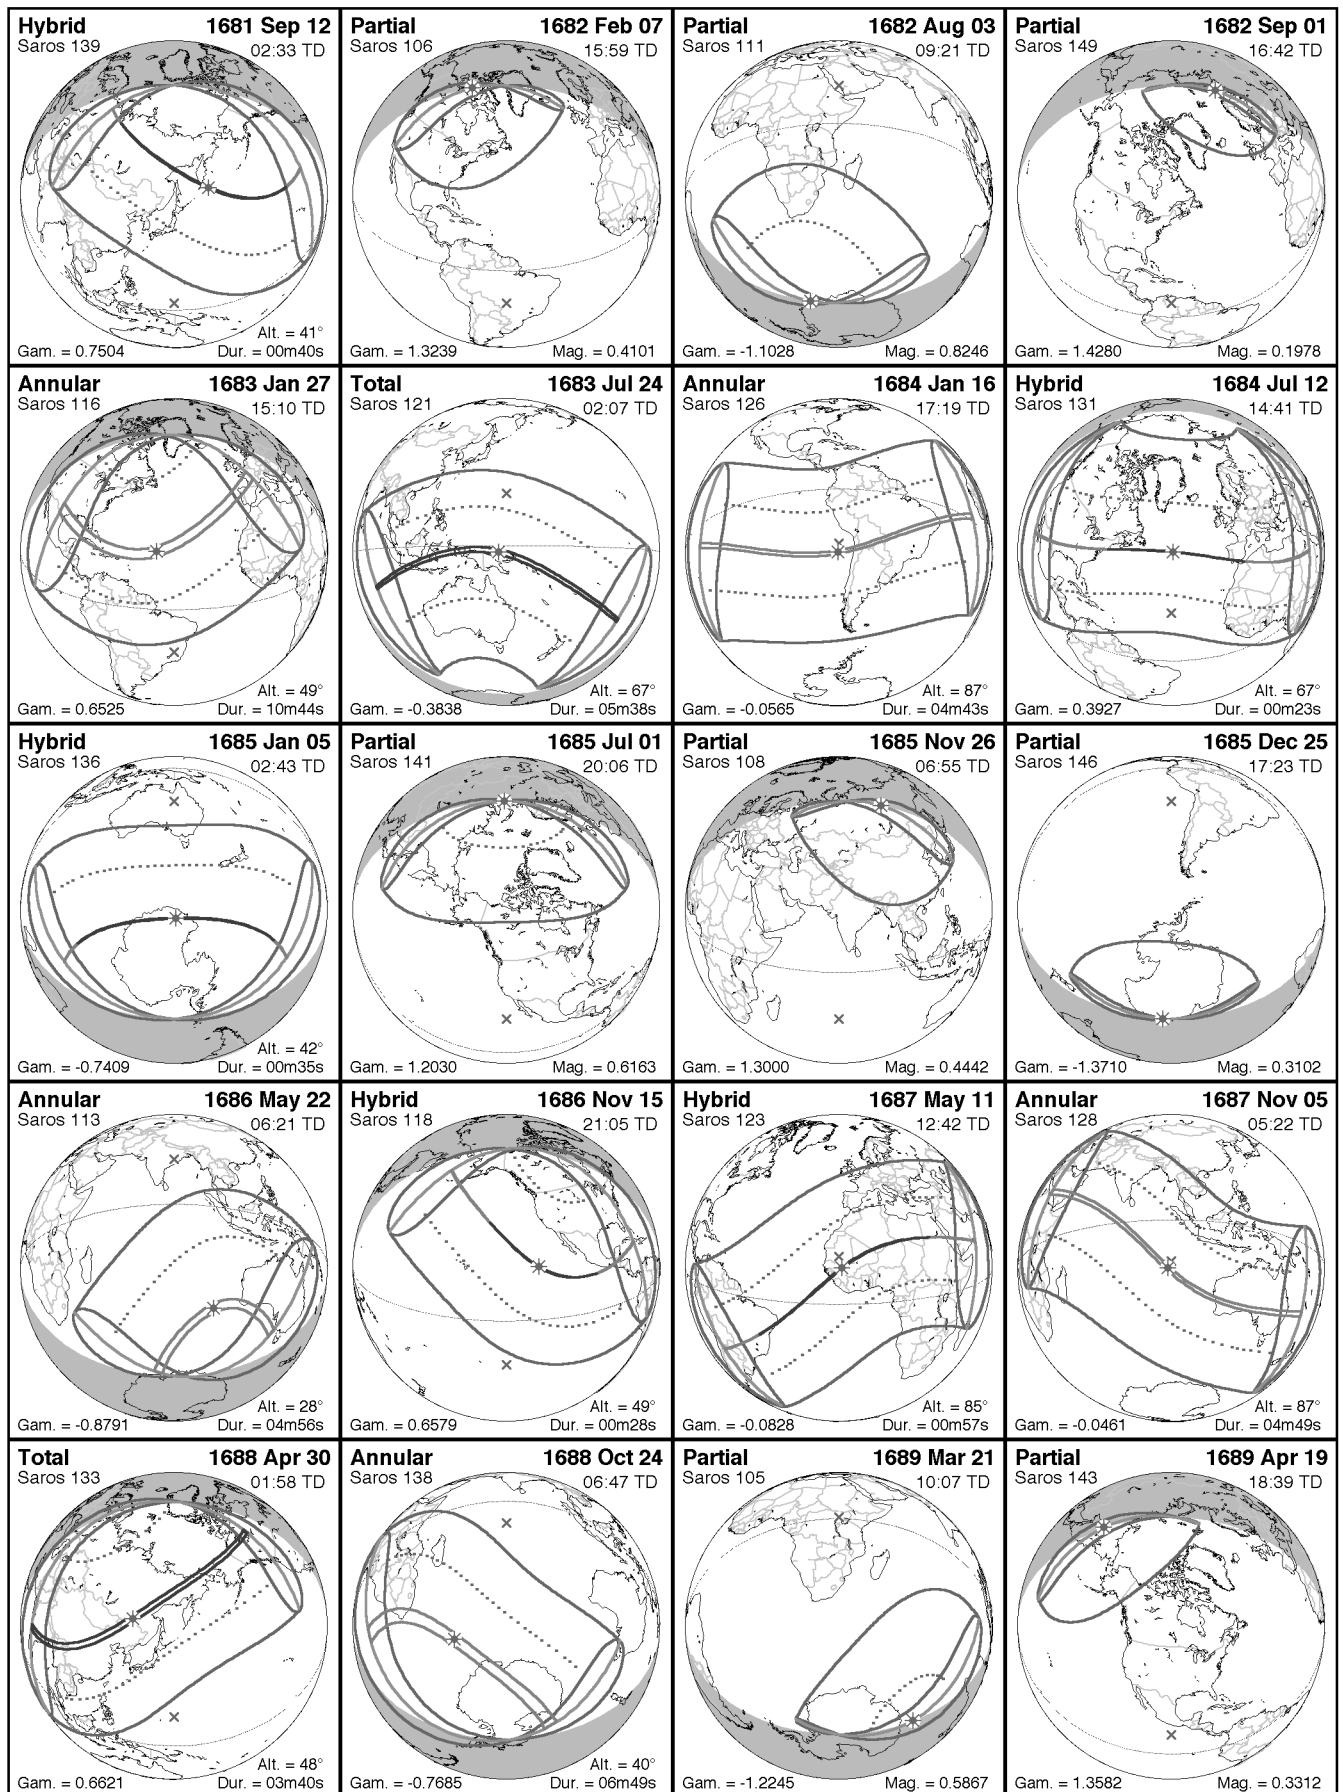 Hybrid 1681 Sep 12
Saros 139 02:33 TD
Alt. = 41°
Gam. = 0.7504 Dur. = 00m40s
Partial 1682 Feb 07
Saros 106 15:59 TD
Gam. = 1.3239 Mag. = 0.4101
Partial 1682 Aug 03
Saros 111 09:21 TD
Gam. = -1.1028 Mag. = 0.8246
Partial 1682 Sep 01
Saros 149 16:42 TD
Gam. = 1.4280 Mag. = 0.1978
Annular 1683 Jan 27
Saros 116 15:10 TD
Alt. = 49°
Gam. = 0.6525 Dur. = 10m44s
Total 1683 Jul 24
Saros 121 02:07 TD
Alt. = 67°
Gam. = -0.3838 Dur. = 05m38s
Annular 1684 Jan 16
Saros 126 17:19 TD
Alt. = 87°
Gam. = -0.0565 Dur. = 04m43s
Hybrid 1684 Jul 12
Saros 131 14:41 TD
Alt. = 67°
Gam. = 0.3927 Dur. = 00m23s
Hybrid 1685 Jan 05
Saros 136 02:43 TD
Alt. = 42°
Gam. = -0.7409 Dur. = 00m35s
Partial 1685 Jul 01
Saros 141 20:06 TD
Gam. = 1.2030 Mag. = 0.6163
Partial 1685 Nov 26
Saros 108 06:55 TD
Gam. = 1.3000 Mag. = 0.4442
Partial 1685 Dec 25
Saros 146 17:23 TD
Gam. = -1.3710 Mag. = 0.3102
Annular 1686 May 22
Saros 113 06:21 TD
Alt. = 28°
Gam. = -0.8791 Dur. = 04m56s
Hybrid 1686 Nov 15
Saros 118 21:05 TD
Alt. = 49°
Gam. = 0.6579 Dur. = 00m28s
Hybrid 1687 May 11
Saros 123 12:42 TD
Alt. = 85°
Gam. = -0.0828 Dur. = 00m57s
Annular 1687 Nov 05
Saros 128 05:22 TD
Alt. = 87°
Gam. = -0.0461 Dur. = 04m49s
Total 1688 Apr 30
Saros 133 01:58 TD
Alt. = 48°
Gam. = 0.6621 Dur. = 03m40s
Annular 1688 Oct 24
Saros 138 06:47 TD
Alt. = 40°
Gam. = -0.7685 Dur. = 06m49s
Partial 1689 Mar 21
Saros 105 10:07 TD
Gam. = -1.2245 Mag. = 0.5867
Partial 1689 Apr 19
Saros 143 18:39 TD
Gam. = 1.3582 Mag. = 0.3312